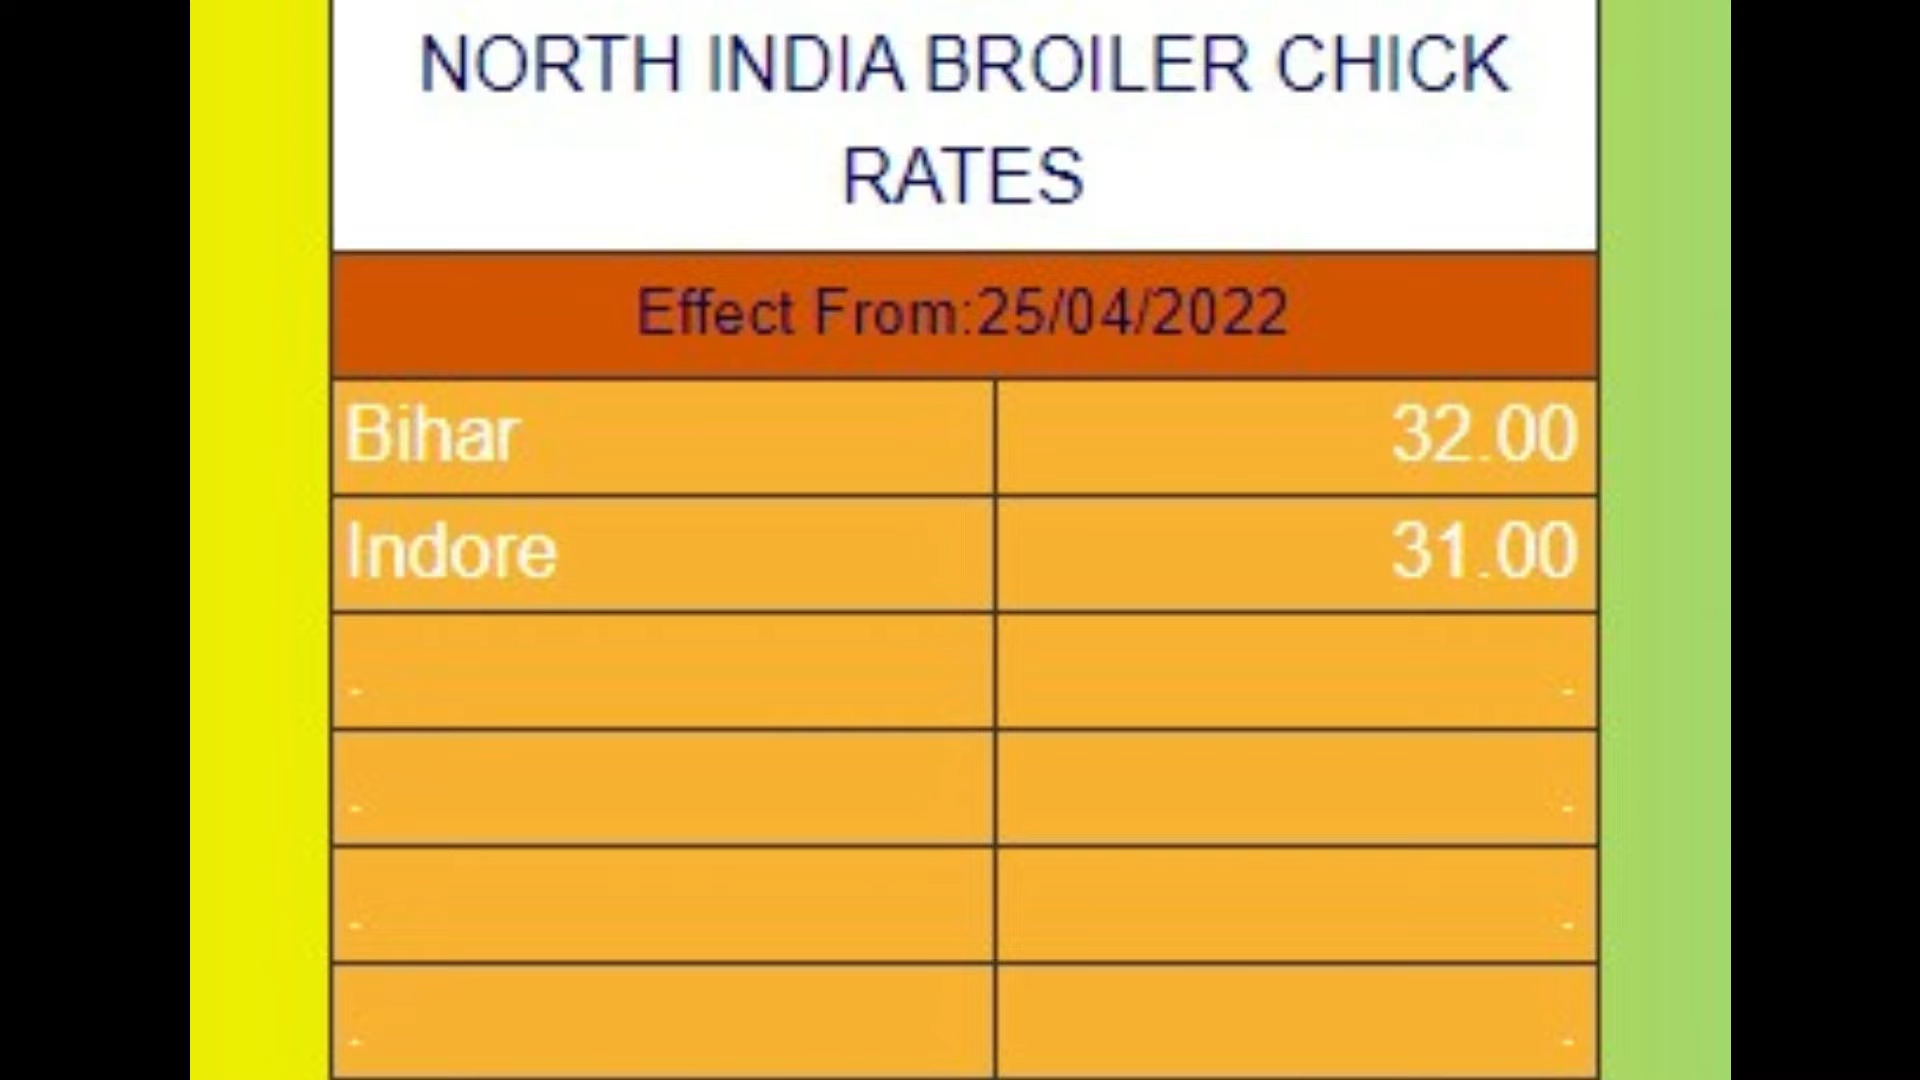 NORTH INDIA BROILER CHICK
RATES
Effect From:25/04/2022
Bihar 32.00
Indore 31.00
- -
- -
- -
- -